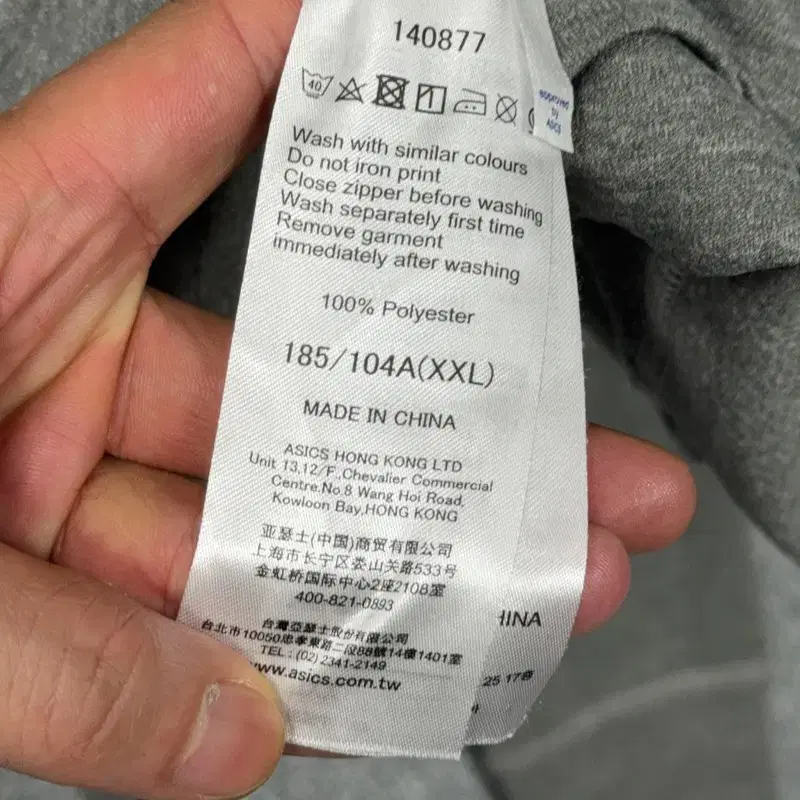 140877
40
approved
by
ASICS
Wash with similar colours
Do not iron print
Close zipper before washing
Wash separately first time
Remove garment
immediately after washing
100% Polyester
185/104A(XXL)
MADE IN CHINA
ASICS HONG KONG LTD
Unit 13,12/F.,Chevalier Commercial
Centre,No.8 Wang Hoi Road,
Kowloon Bay,HONG KONG
亚瑟士(中国)商贸有限公司
上海市长宁区娄山关路533号
金虹桥国际中心2座2108室
400-821-0893
台灣亞瑟士股份有限公司
台北市10050忠孝東路二段88號14樓1401室
TEL : (02) 2341-2149
www.asics.com.tw
HINA